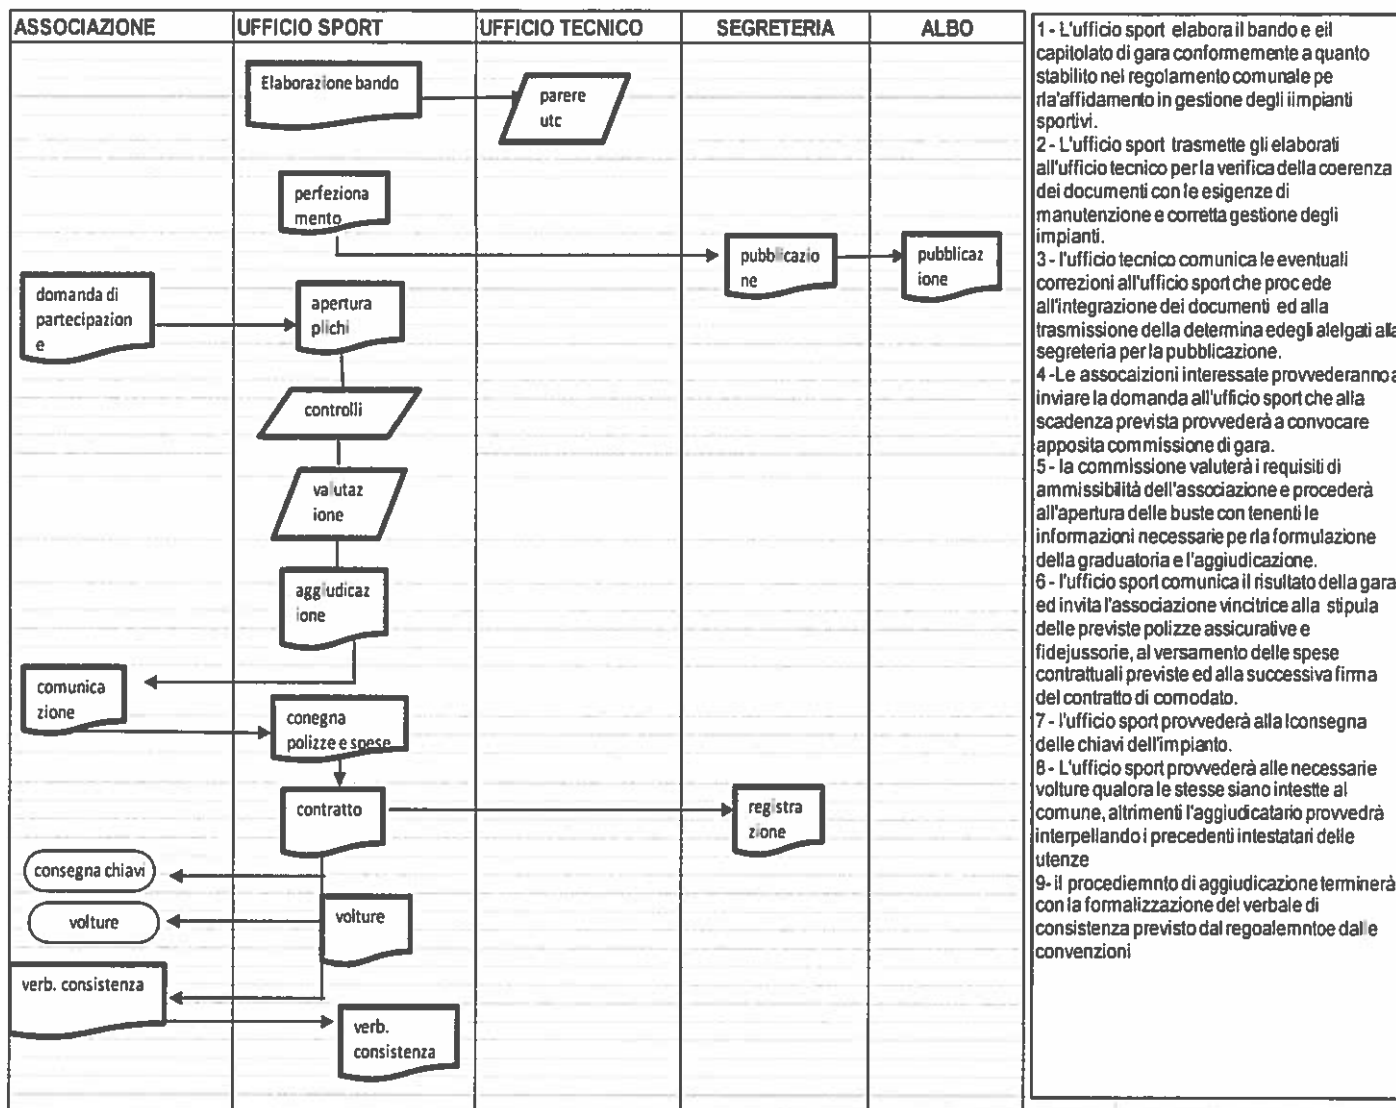 ASSOCIAZIONE
UFFICIO SPORT
UFFICIO TECNICO
SEGRETERIA
ALBO
Elaborazione bando
parere
utc
perfeziona
mento
pubblicazio
ne
pubblicaz
ione
domanda di
partecipazion
e
apertura
plichi
controlli
valutaz
ione
aggiudicaz
ione
comunica
zione
conegna
polizze e spese
contratto
registra
zione
consegna chiavi
volture
volture
verb. consistenza
verb.
consistenza
1 - L'ufficio sport elabora il bando e eil
capitolato di gara conformemente a quanto
stabilito nel regolamento comunale pe
rla'affidamento in gestione degli iimpianti
sportivi.
2 - L'ufficio sport trasmette gli elaborati
all'ufficio tecnico per la verifica della coerenza
dei documenti con le esigenze di
manutenzione e corretta gestione degli
impianti.
3 - l'ufficio tecnico comunica le eventuali
correzioni all'ufficio sport che procede
all'integrazione dei documenti ed alla
trasmissione della determina edegli alelgati alla
segreteria per la pubblicazione.
4 -Le assocaizioni interessate provvederanno a
inviare la domanda all'ufficio sport che alla
scadenza prevista provvederà a convocare
apposita commissione di gara.
5 - la commissione valuterà i requisiti di
ammissibilità dell'associazione e procederà
all'apertura delle buste con tenenti le
informazioni necessarie pe rla formulazione
della graduatoria e l'aggiudicazione.
6 - l'ufficio sport comunica il risultato della gara
ed invita l'associazione vincitrice alla stipula
delle previste polizze assicurative e
fidejussorie, al versamento delle spese
contrattuali previste ed alla successiva firma
del contratto di comodato.
7 - l'ufficio sport provvederà alla lconsegna
delle chiavi dell'impianto.
8 - L'ufficio sport provvederà alle necessarie
volture qualora le stesse siano intestte al
comune, altrimenti l'aggiudicatario provvedrà
interpellando i precedenti intestatari delle
utenze
9- il procediemnto di aggiudicazione terminerà
con la formalizzazione del verbale di
consistenza previsto dal regoalemntoe dalle
convenzioni